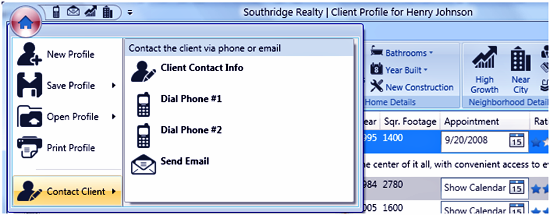 Southridge Realty | Client Profile for Henry Johnson
New Profile
Save Profile
Open Profile
Print Profile
Contact Client
Contact the client via phone or email
Client Contact Info
Dial Phone #1
Dial Phone #2
Send Email
Bathrooms
Year Built
New Construction
Home Details
High Growth
Near City
Neighborhood Detail
ear Sqr. Footage Appointment Rat
995 1400 9/20/2008 15
he center of it all, with convenient access to e
984 2780 Show Calendar 15
Show Calendar 15